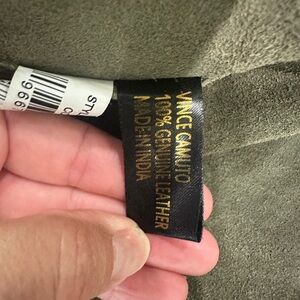 VINCE CAMUTO
100% GENUINE LEATHER
MADE IN INDIA